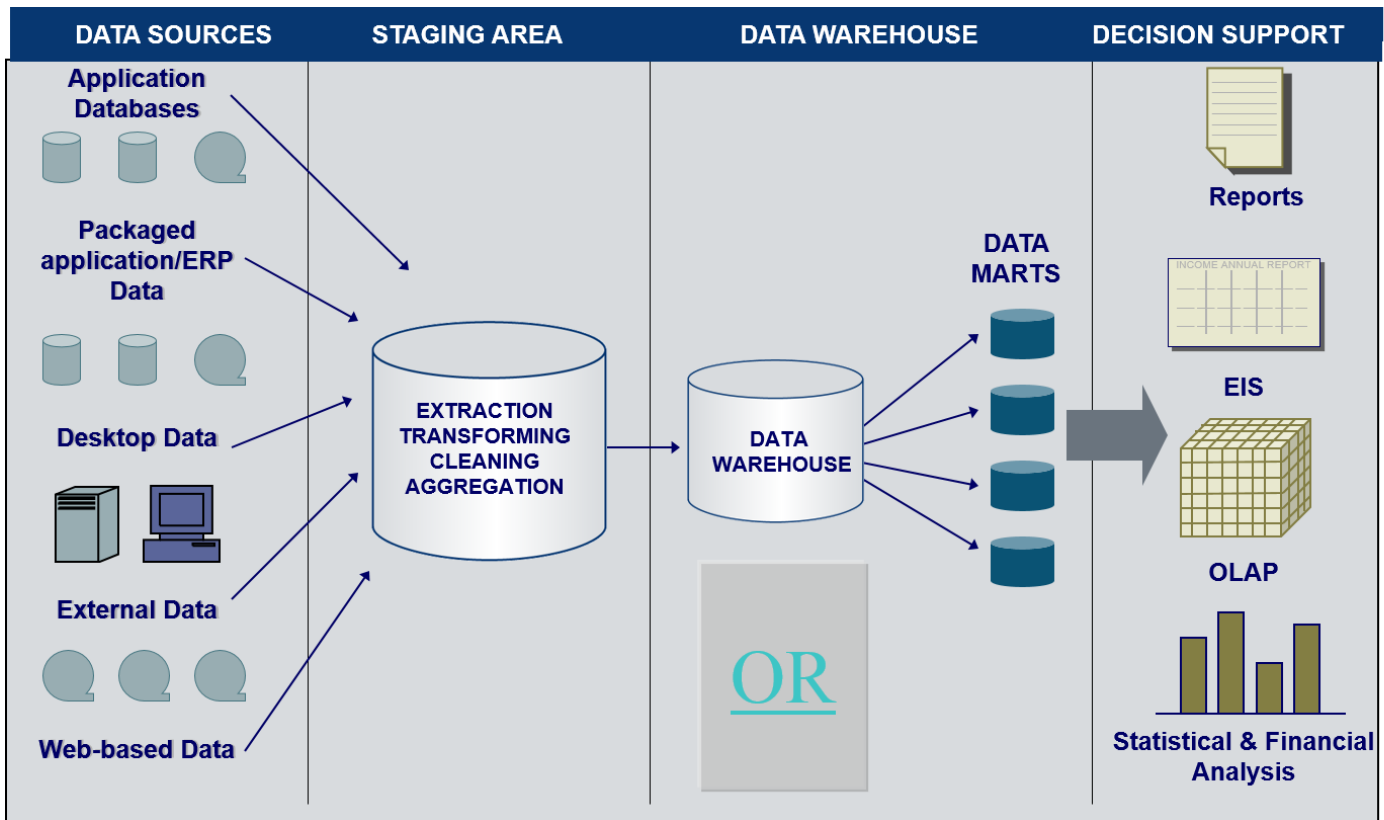 DATA SOURCES
STAGING AREA
DATA WAREHOUSE
DECISION SUPPORT
Application
Databases
Packaged
application/ERP
Data
Desktop Data
External Data
Web-based Data
EXTRACTION
TRANSFORMING
CLEANING
AGGREGATION
DATA
WAREHOUSE
OR
DATA
MARTS
Reports
INCOME ANNUAL REPORT
EIS
OLAP
Statistical & Financial
Analysis